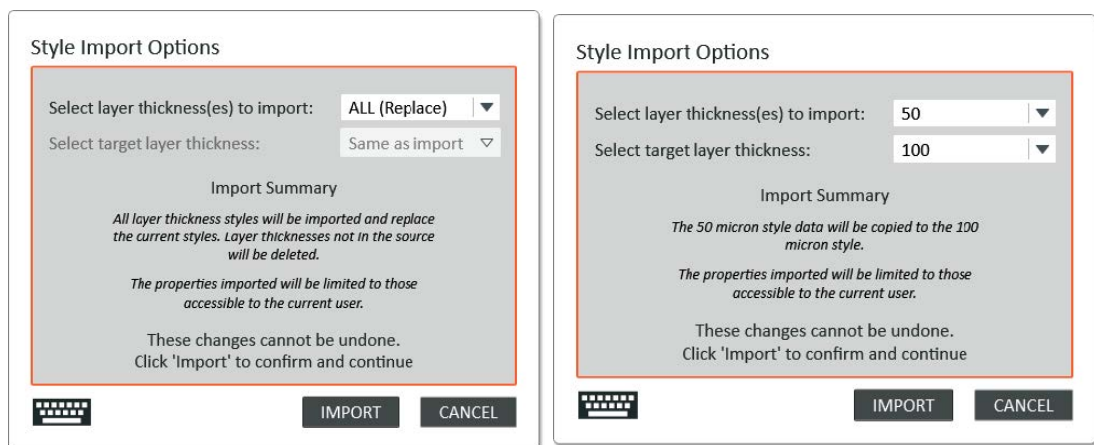 Style Import Options
Select layer thickness(es) to import: ALL (Replace)
Select target layer thickness: Same as import
Import Summary
All layer thickness styles will be imported and replace
the current styles. Layer thicknesses not in the source
will be deleted.
The properties imported will be limited to those
accessible to the current user.
These changes cannot be undone.
Click 'Import' to confirm and continue
IMPORT CANCEL
Style Import Options
Select layer thickness(es) to import: 50
Select target layer thickness: 100
Import Summary
The 50 micron style data will be copied to the 100
micron style.
The properties imported will be limited to those
accessible to the current user.
These changes cannot be undone.
Click 'Import' to confirm and continue
IMPORT CANCEL